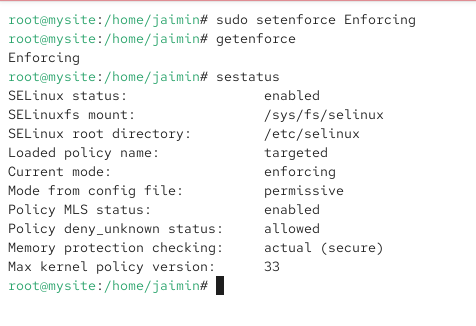 root@mysite:/home/jaimin# sudo setenforce Enforcing
root@mysite:/home/jaimin# getenforce
Enforcing
root@mysite:/home/jaimin# sestatus
SELinux status:                 enabled
SELinuxfs mount:                /sys/fs/selinux
SELinux root directory:         /etc/selinux
Loaded policy name:             targeted
Current mode:                   enforcing
Mode from config file:          permissive
Policy MLS status:              enabled
Policy deny_unknown status:     allowed
Memory protection checking:     actual (secure)
Max kernel policy version:      33
root@mysite:/home/jaimin#